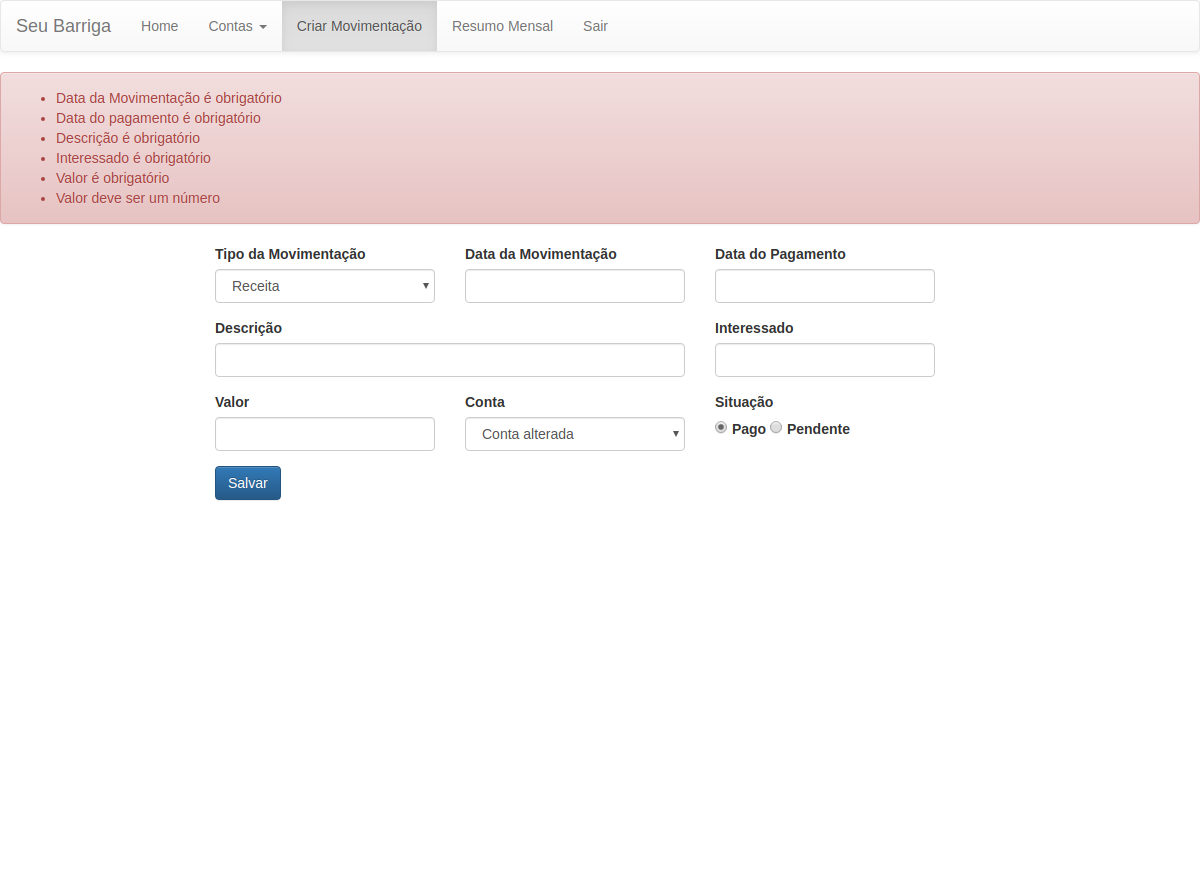 Seu Barriga Home Contas Criar Movimentação Resumo Mensal Sair
Data da Movimentação é obrigatório
Data do pagamento é obrigatório
Descrição é obrigatório
Interessado é obrigatório
Valor é obrigatório
Valor deve ser um número
Tipo da Movimentação Data da Movimentação Data do Pagamento
Receita
Descrição Interessado
Valor Conta Situação
Conta alterada Pago Pendente
Salvar